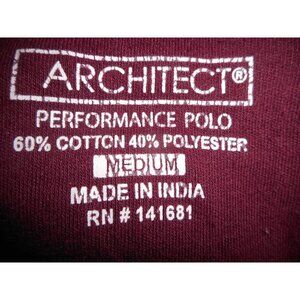 ARCHITECT®
PERFORMANCE POLO
60% COTTON 40% POLYESTER
MEDIUM
MADE IN INDIA
RN # 141681